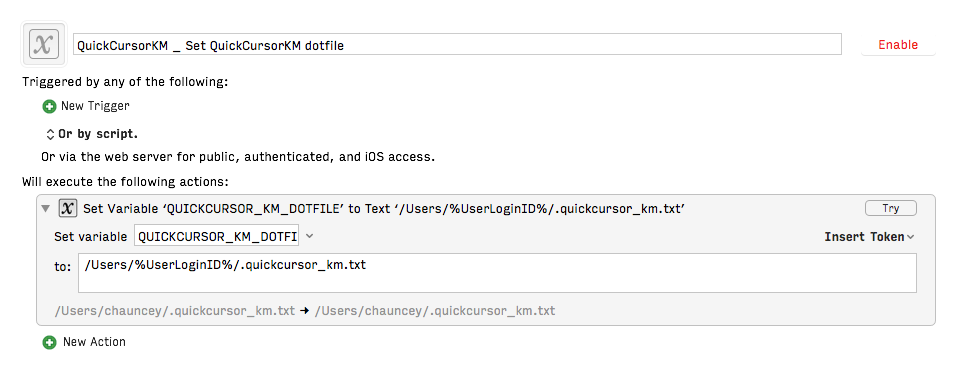 QuickCursorKM _ Set QuickCursorKM dotfile
Enable
Triggered by any of the following:
New Trigger
Or by script.
Or via the web server for public, authenticated, and iOS access.
Will execute the following actions:
Set Variable ‘QUICKCURSOR_KM_DOTFILE’ to Text ‘/Users/%UserLoginID%/.quickcursor_km.txt’
Try
Set variable QUICKCURSOR_KM_DOTFI
Insert Token
to: /Users/%UserLoginID%/.quickcursor_km.txt
/Users/chauncey/.quickcursor_km.txt → /Users/chauncey/.quickcursor_km.txt
New Action